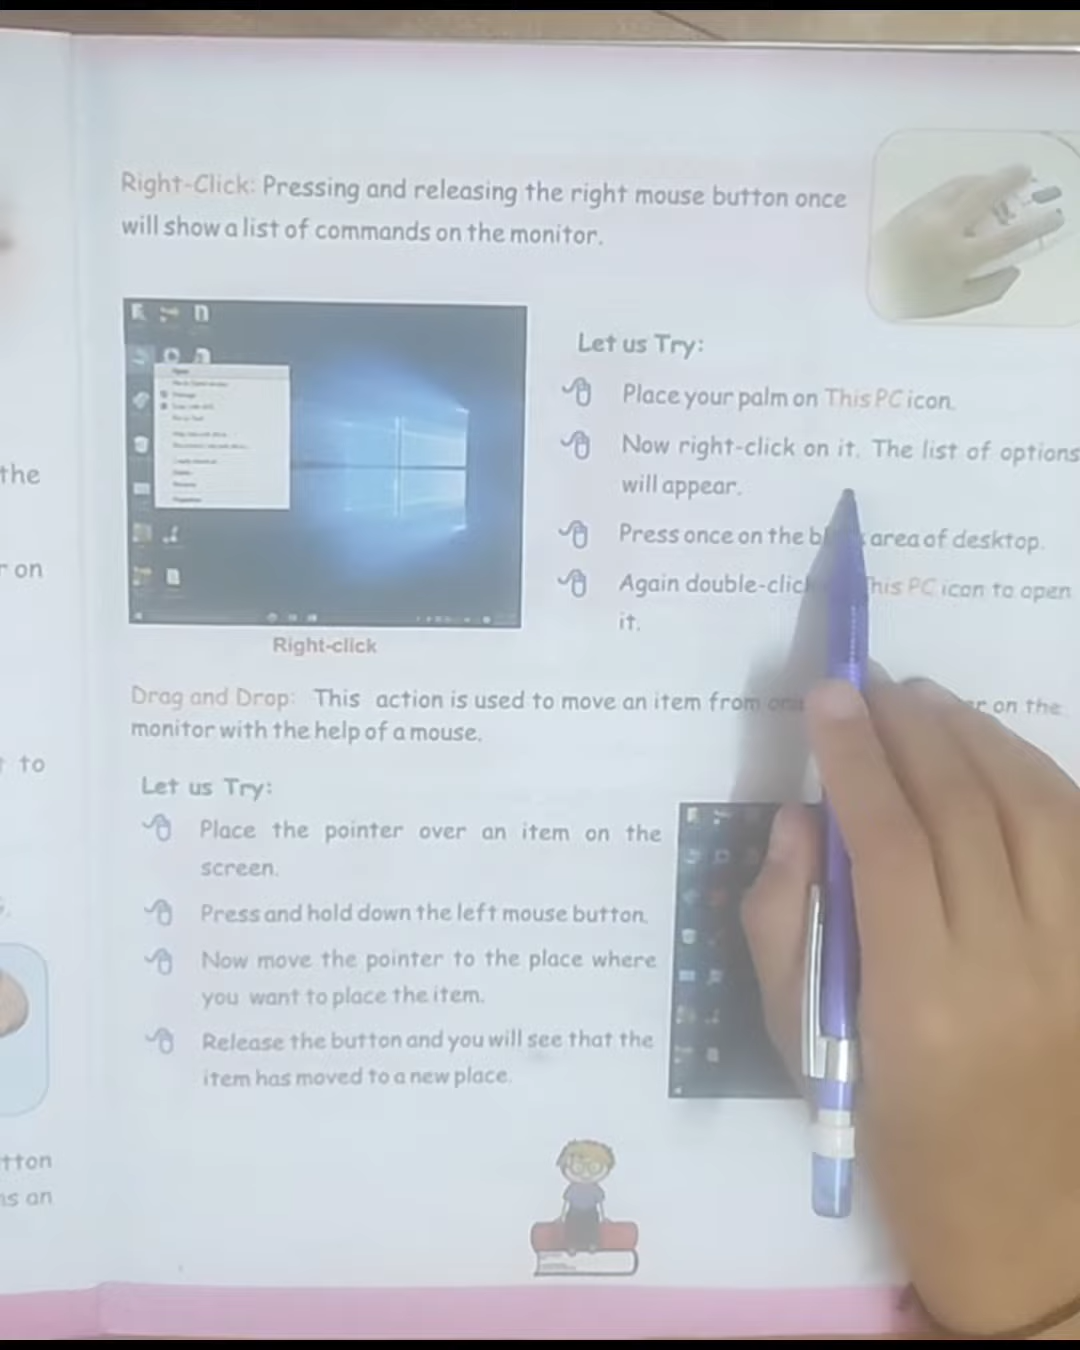 Right-Click: Pressing and releasing the right mouse button once
will show a list of commands on the monitor.
the
Let us Try:
Place your palm on This PC icon.
Now right-click on it. The list of options
will appear.
Press once on the area of desktop.
Again double-click This PC icon to open
it.
on
Right-click
Drag and Drop: This action is used to move an item from on the
monitor with the help of a mouse.
to
Let us Try:
Place the pointer over an item on the
screen.
Press and hold down the left mouse button.
Now move the pointer to the place where
you want to place the item.
Release the button and you will see that the
item has moved to a new place.
tton
an